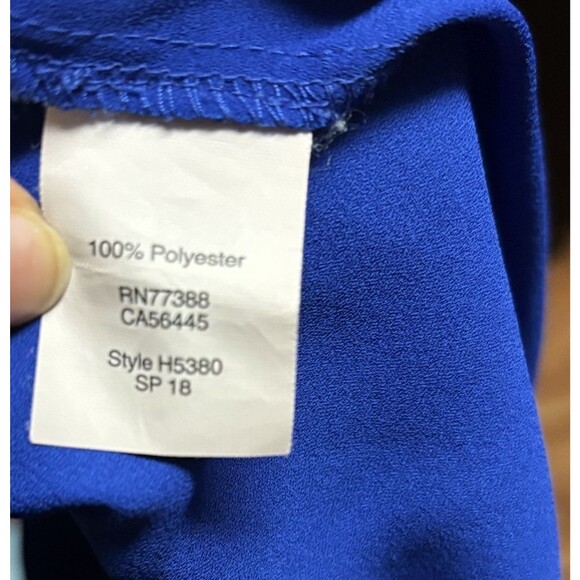 100% Polyester
RN77388
CA56445
Style H5380
SP 18